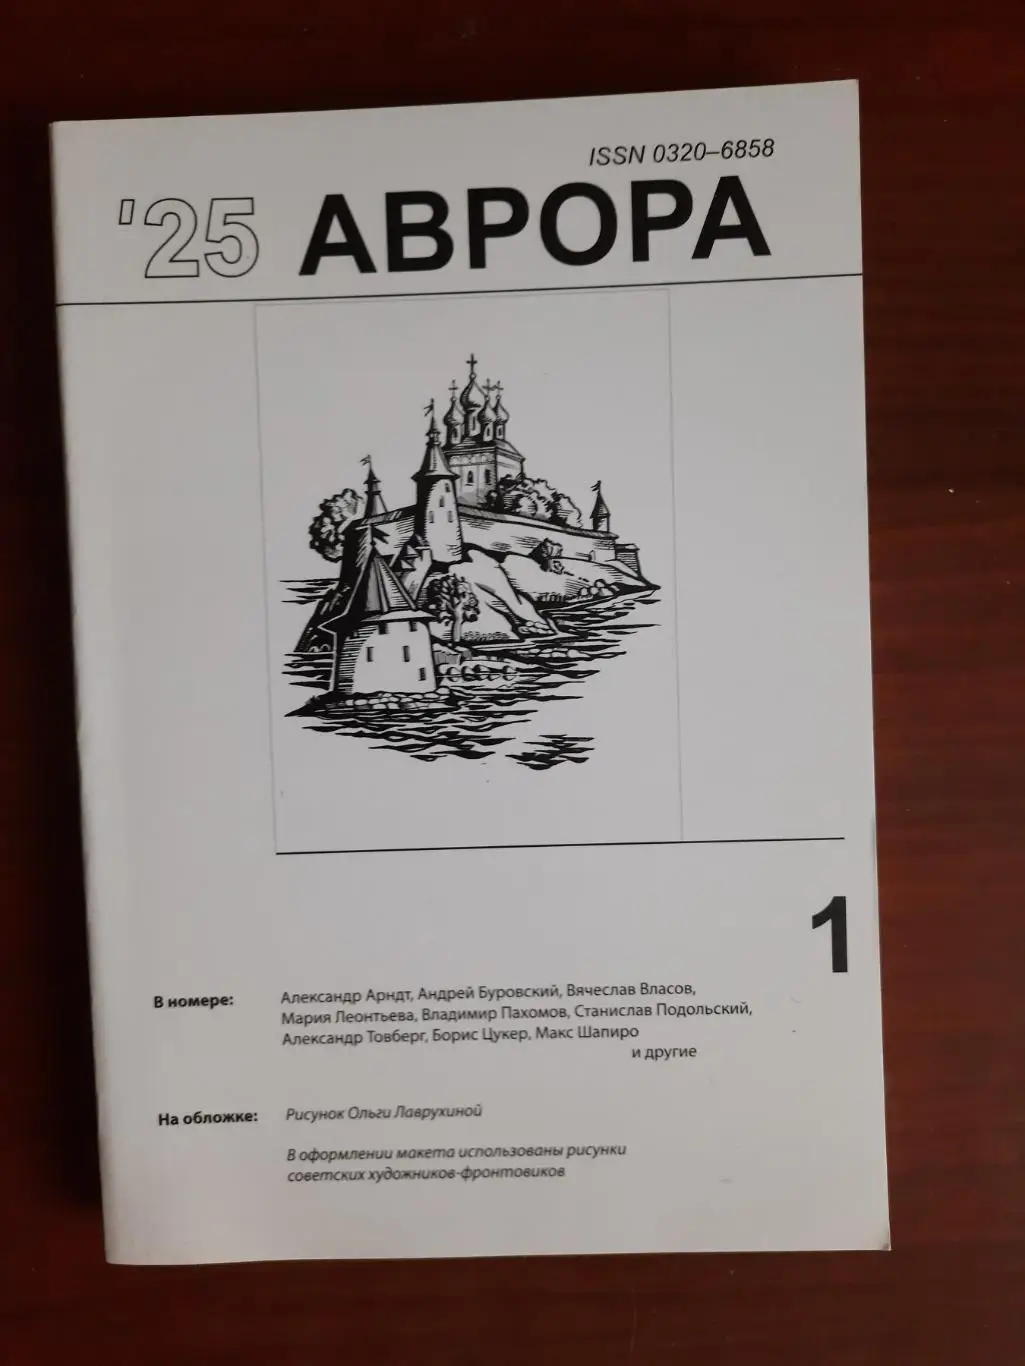 ISSN 0320–6858
'25 АВРОРА
1
В номере: Александр Арндт, Андрей Буровский, Вячеслав Власов,
Мария Леонтьева, Владимир Пахомов, Станислав Подольский,
Александр Товберг, Борис Цукер, Макс Шапиро
и другие
На обложке: Рисунок Ольги Лаврухиной
В оформлении макета использованы рисунки
советских художников-фронтовиков